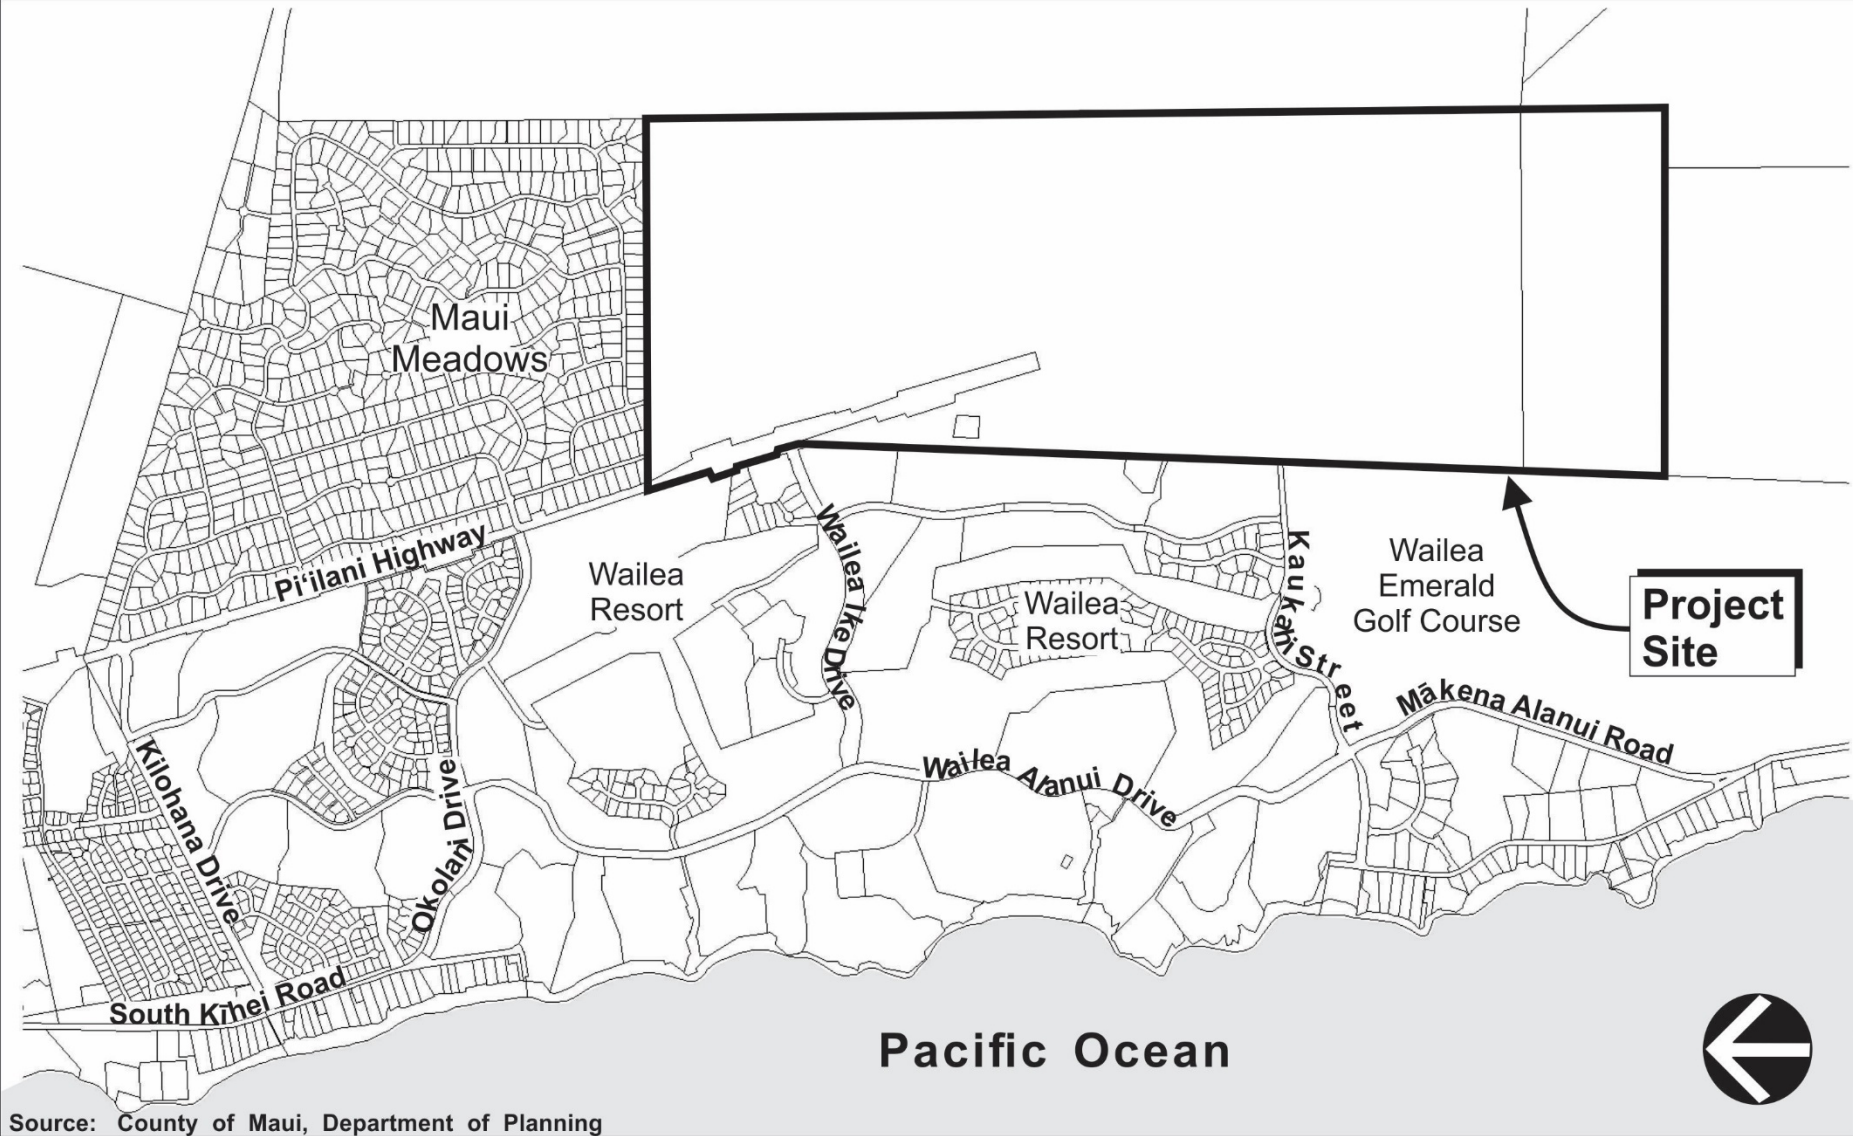 Maui
Meadows
Pi‘ilani Highway
Wailea
Resort
Wailea Ike Drive
Wailea
Resort
Kaukahi Street
Wailea
Emerald
Golf Course
Project
Site
Mākena Alanui Road
Kilohana Drive
Okolani Drive
Wailea Alanui Drive
South Kīhei Road
Pacific Ocean
Source: County of Maui, Department of Planning